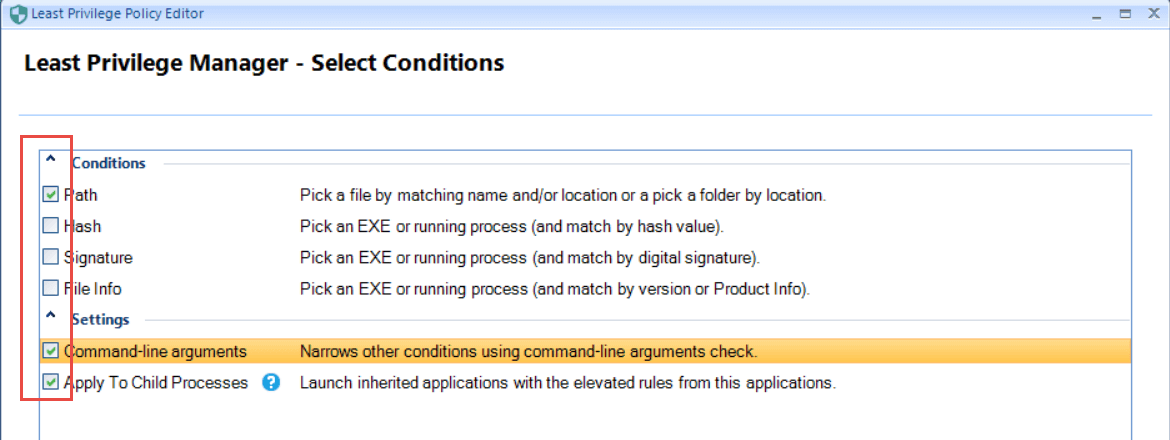 Least Privilege Policy Editor
Least Privilege Manager - Select Conditions
Conditions
Path Pick a file by matching name and/or location or a pick a folder by location.
Hash Pick an EXE or running process (and match by hash value).
Signature Pick an EXE or running process (and match by digital signature).
File Info Pick an EXE or running process (and match by version or Product Info).
Settings
Command-line arguments Narrows other conditions using command-line arguments check.
Apply To Child Processes ? Launch inherited applications with the elevated rules from this applications.